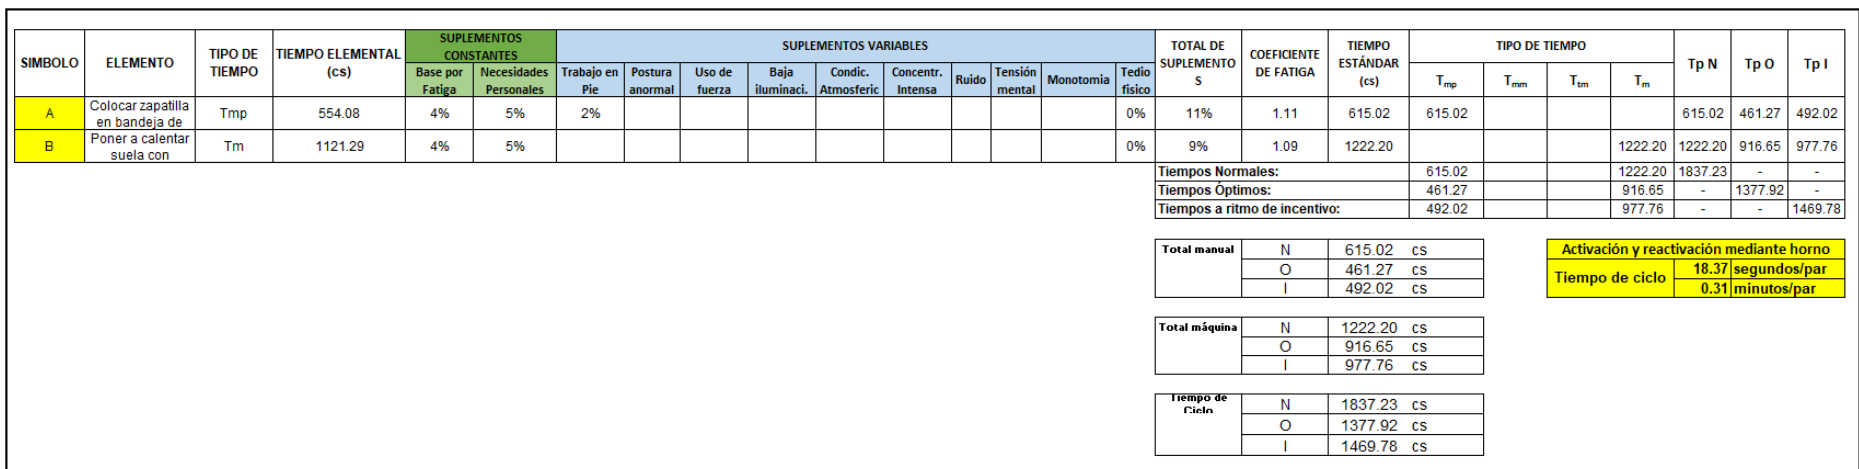 SIMBOLO ELEMENTO TIPO DE TIEMPO TIEMPO ELEMENTAL (cs) SUPLEMENTOS CONSTANTES SUPLEMENTOS VARIABLES TOTAL DE SUPLEMENTO S COEFICIENTE DE FATIGA TIEMPO ESTÁNDAR (cs) TIPO DE TIEMPO Tp N Tp O Tp I
Base por Fatiga Necesidades Personales Trabajo en Pie Postura anormal Uso de fuerza Baja iluminaci. Condic. Atmosferic Concentr. Intensa Ruido Tensión mental Monotomia Tedio fisico Tmp Tmm Ttm Tm
A Colocar zapatilla en bandeja de Tmp 554.08 4% 5% 2% 0% 11% 1.11 615.02 615.02 615.02 461.27 492.02
B Poner a calentar suela con Tm 1121.29 4% 5% 0% 9% 1.09 1222.20 1222.20 1222.20 916.65 977.76
Tiempos Normales: 615.02 1222.20 1837.23 - -
Tiempos Óptimos: 461.27 916.65 - 1377.92 -
Tiempos a ritmo de incentivo: 492.02 977.76 - - 1469.78
Total manual N 615.02 cs
O 461.27 cs
I 492.02 cs
Activación y reactivación mediante horno
Tiempo de ciclo 18.37 segundos/par
0.31 minutos/par
Total máquina N 1222.20 cs
O 916.65 cs
I 977.76 cs
Tiempo de Ciclo N 1837.23 cs
O 1377.92 cs
I 1469.78 cs